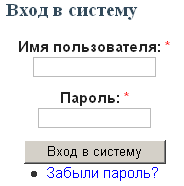 Вход в систему
Имя пользователя: *
Пароль: *
Вход в систему
Забыли пароль?